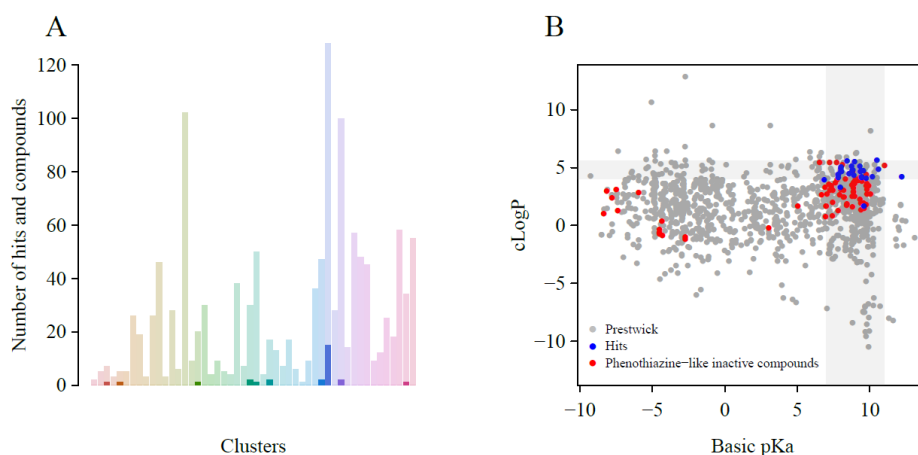 A
Number of hits and compounds
120
100
80
60
40
20
0
Clusters
B
cLogP
10
5
0
−5
−10
Prestwick
Hits
Phenothiazine−like inactive compounds
−10 −5 0 5 10
Basic pKa